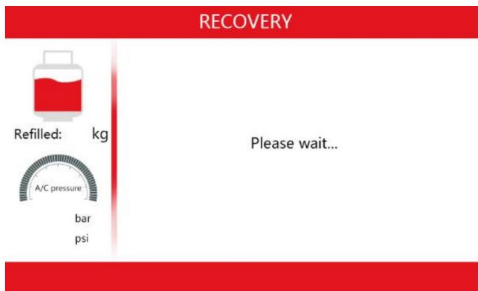 RECOVERY
Refilled: kg
A/C pressure
bar
psi
Please wait...